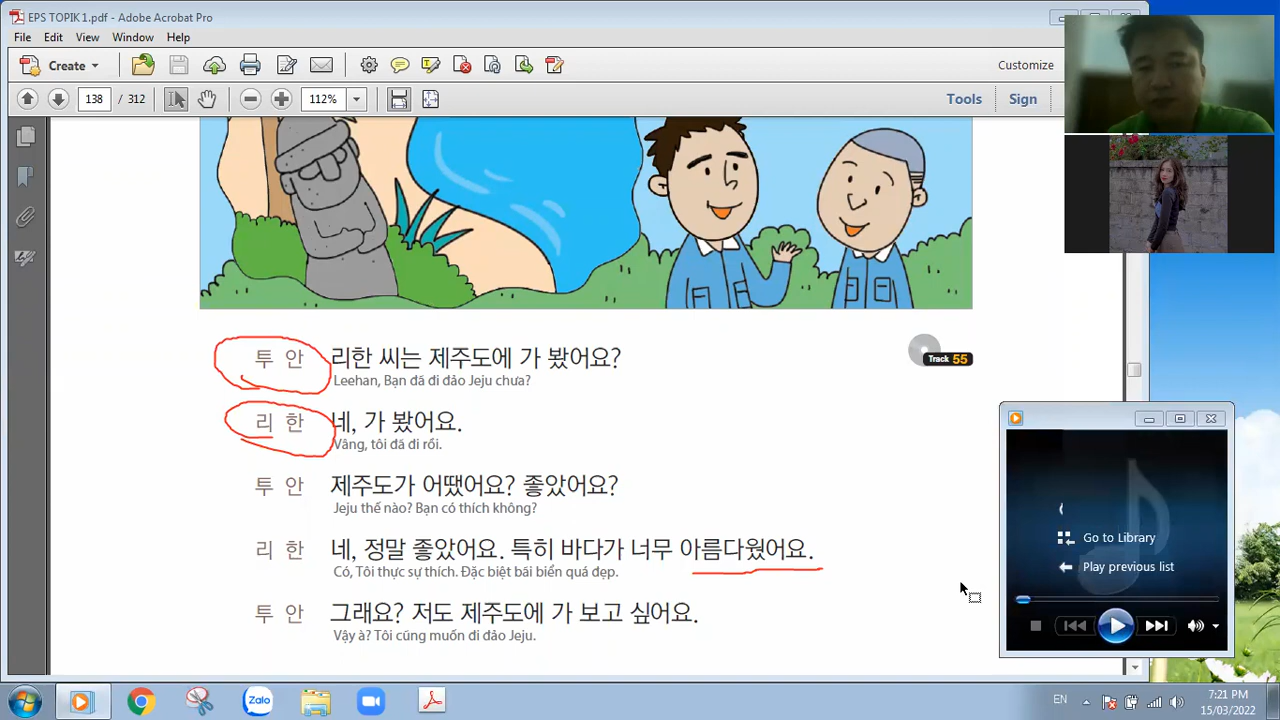 EPS TOPIK 1.pdf - Adobe Acrobat Pro
File Edit View Window Help
Create Customize
138 / 312 112% Tools Sign
투 안 리한 씨는 제주도에 가 봤어요? Track 55
Leehan, Bạn đã đi đảo Jeju chưa?
리 한 네, 가 봤어요.
Vâng, tôi đã đi rồi.
투 안 제주도가 어땠어요? 좋았어요?
Jeju thế nào? Bạn có thích không?
리 한 네, 정말 좋았어요. 특히 바다가 너무 아름다웠어요.
Có, Tôi thực sự thích. Đặc biệt bãi biển quá đẹp.
투 안 그래요? 저도 제주도에 가 보고 싶어요.
Vậy à? Tôi cũng muốn đi đảo Jeju.
Go to Library
Play previous list
Zalo
EN 7:21 PM
15/03/2022